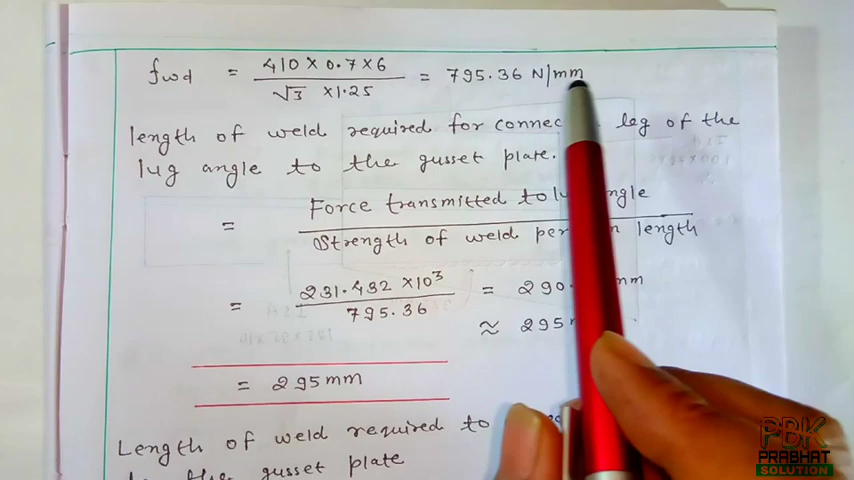 fwd = 410 × 0.7 × 6 / √3 × 1.25 = 795.36 N/mm
length of weld required for connec leg of the
lug angle to the gusset plate.
= Force transmitted to lug angle / Strength of weld per length
= 231.432 × 10³ / 795.36 = 290. mm
≈ 295
= 295 mm
Length of weld required to
the gusset plate
PBK
PRABHAT
SOLUTION